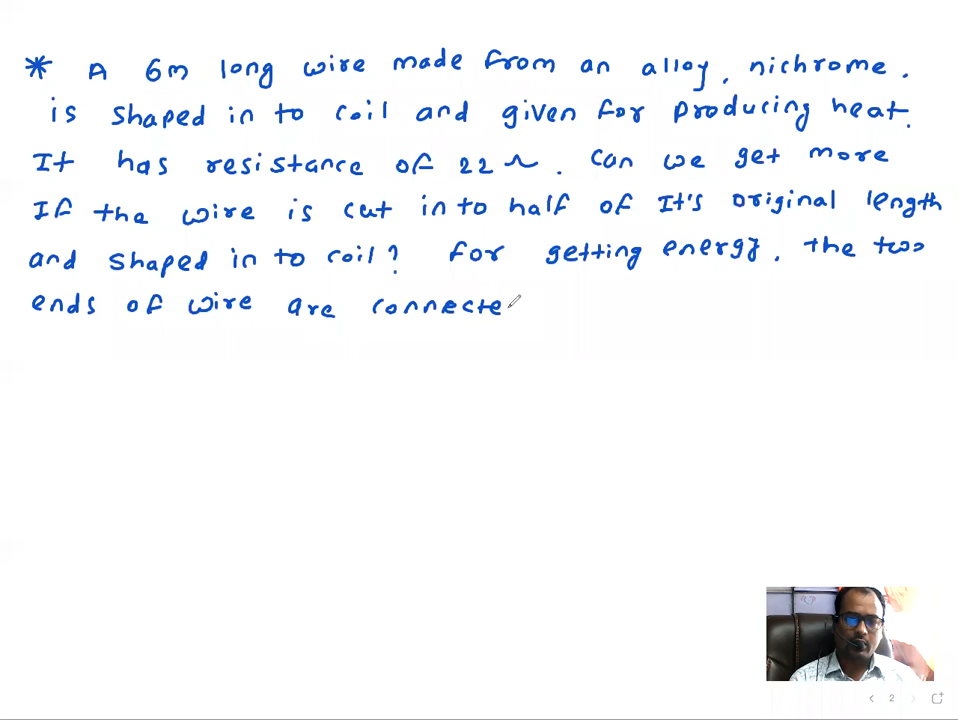 * A 6m long wire made from an alloy, nichrome.
is shaped in to coil and given for producing heat.
It has resistance of 22 Ω. Can we get more
If the wire is cut in to half of It's original length
and shaped in to coil? For getting energy, the two
ends of wire are connecte
2